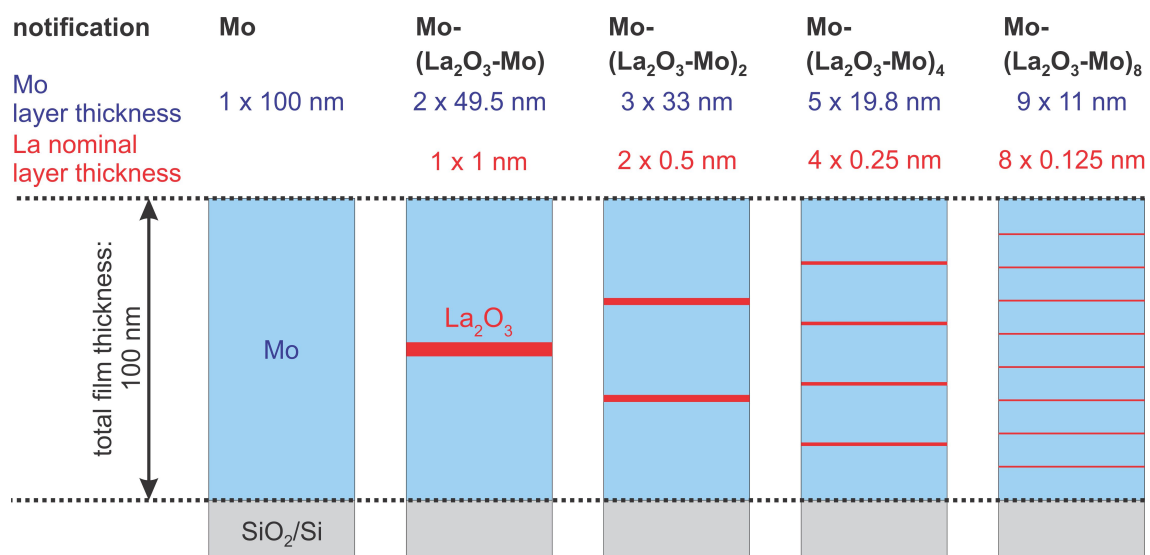 notification Mo Mo- Mo- Mo- Mo-
(La₂O₃-Mo) (La₂O₃-Mo)₂ (La₂O₃-Mo)₄ (La₂O₃-Mo)₈
Mo
layer thickness 1 x 100 nm 2 x 49.5 nm 3 x 33 nm 5 x 19.8 nm 9 x 11 nm
La nominal
layer thickness 1 x 1 nm 2 x 0.5 nm 4 x 0.25 nm 8 x 0.125 nm
total film thickness:
100 nm
Mo
La₂O₃
SiO₂/Si